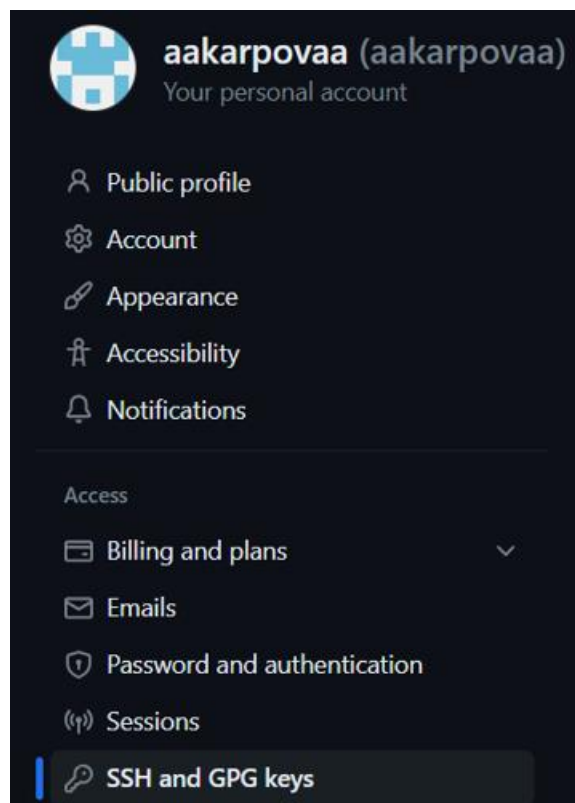 aakarpovaa (aakarpovaa)
Your personal account
Public profile
Account
Appearance
Accessibility
Notifications
Access
Billing and plans
Emails
Password and authentication
Sessions
SSH and GPG keys